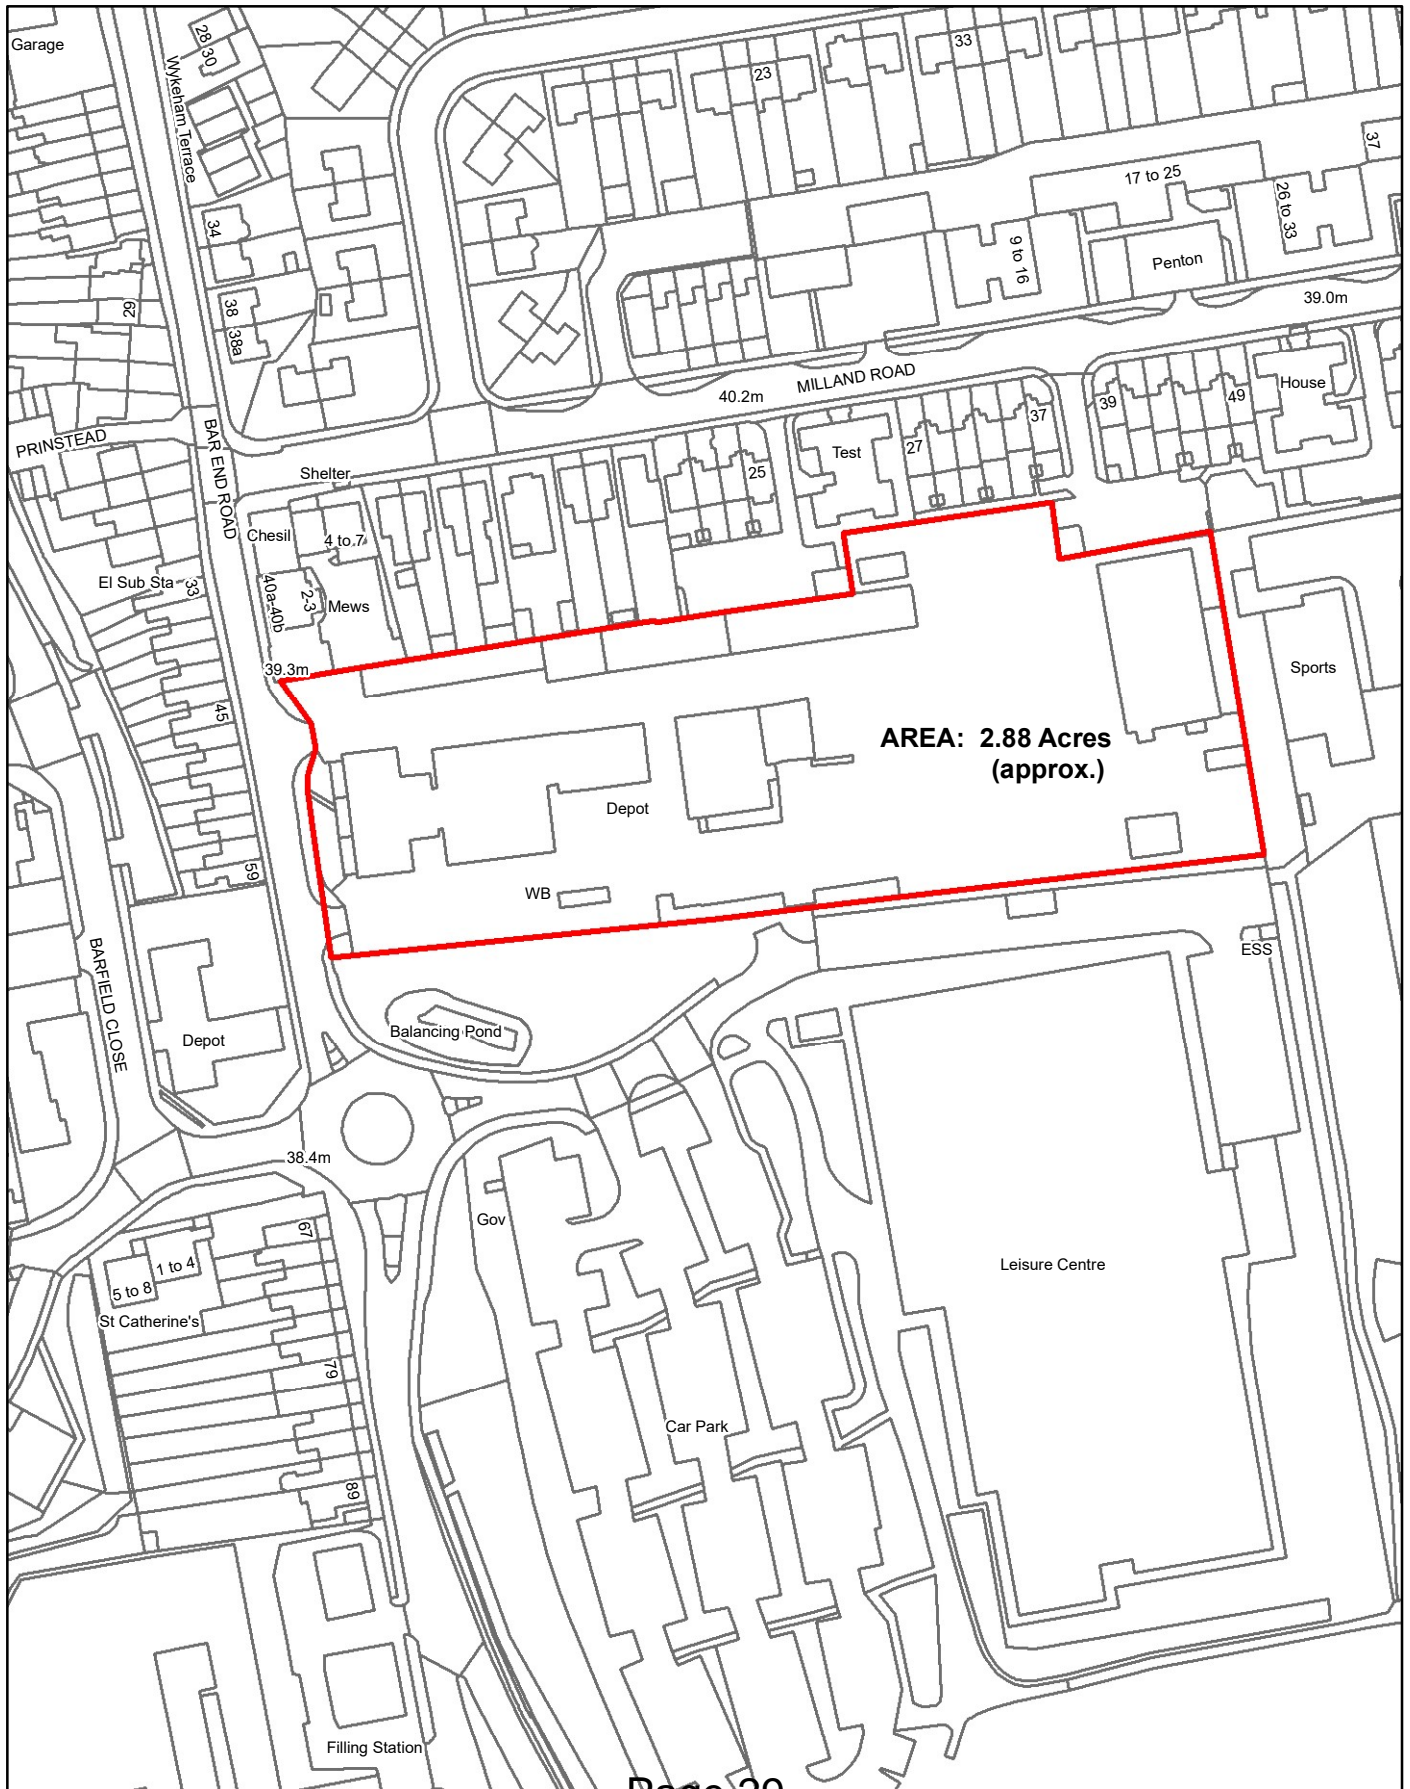 Garage
28
30
Wykeham Terrace
23
33
37
17 to 25
26 to 33
34
9 to 16
Penton
29
38
38a
39.0m
MILLAND ROAD
40.2m
House
39
49
37
PRINSTEAD
BAR END ROAD
Shelter
25
Test
27
Chesil
4 to 7
El Sub Sta
33
40a-40b
2-3
Mews
39.3m
Sports
45
AREA: 2.88 Acres
(approx.)
Depot
59
WB
BARFIELD CLOSE
ESS
Balancing Pond
Depot
38.4m
Gov
67
1 to 4
5 to 8
St Catherine's
Leisure Centre
79
Car Park
89
Filling Station
Page 29